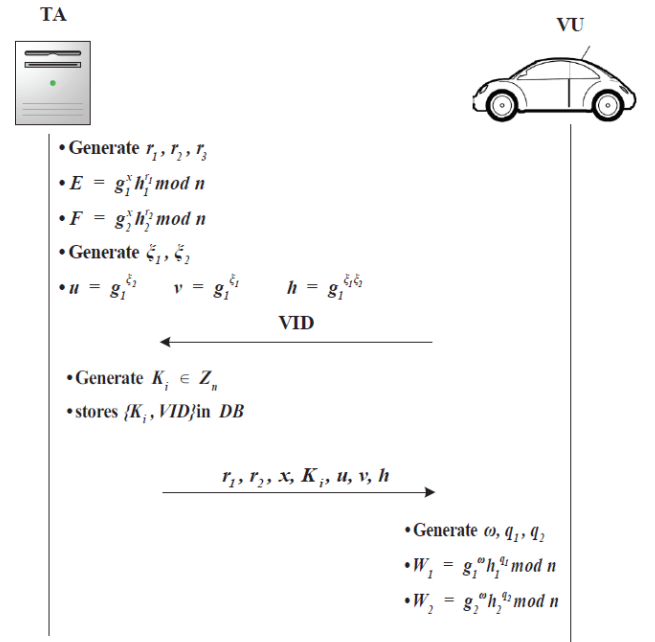 TA
VU
• Generate r₁, r₂, r₃
• E = g₁ˣ h₁^{r₁} mod n
• F = g₂ˣ h₂^{r₂} mod n
• Generate ξ₁, ξ₂
• u = g₁^{ξ₂} v = g₁^{ξ₁} h = g₁^{ξ₁ξ₂}
VID
• Generate Kᵢ ∈ Zₙ
• stores {Kᵢ, VID}in DB
r₁, r₂, x, Kᵢ, u, v, h
• Generate ω, q₁, q₂
• W₁ = g₁^ω h₁^{q₁} mod n
• W₂ = g₂^ω h₂^{q₂} mod n